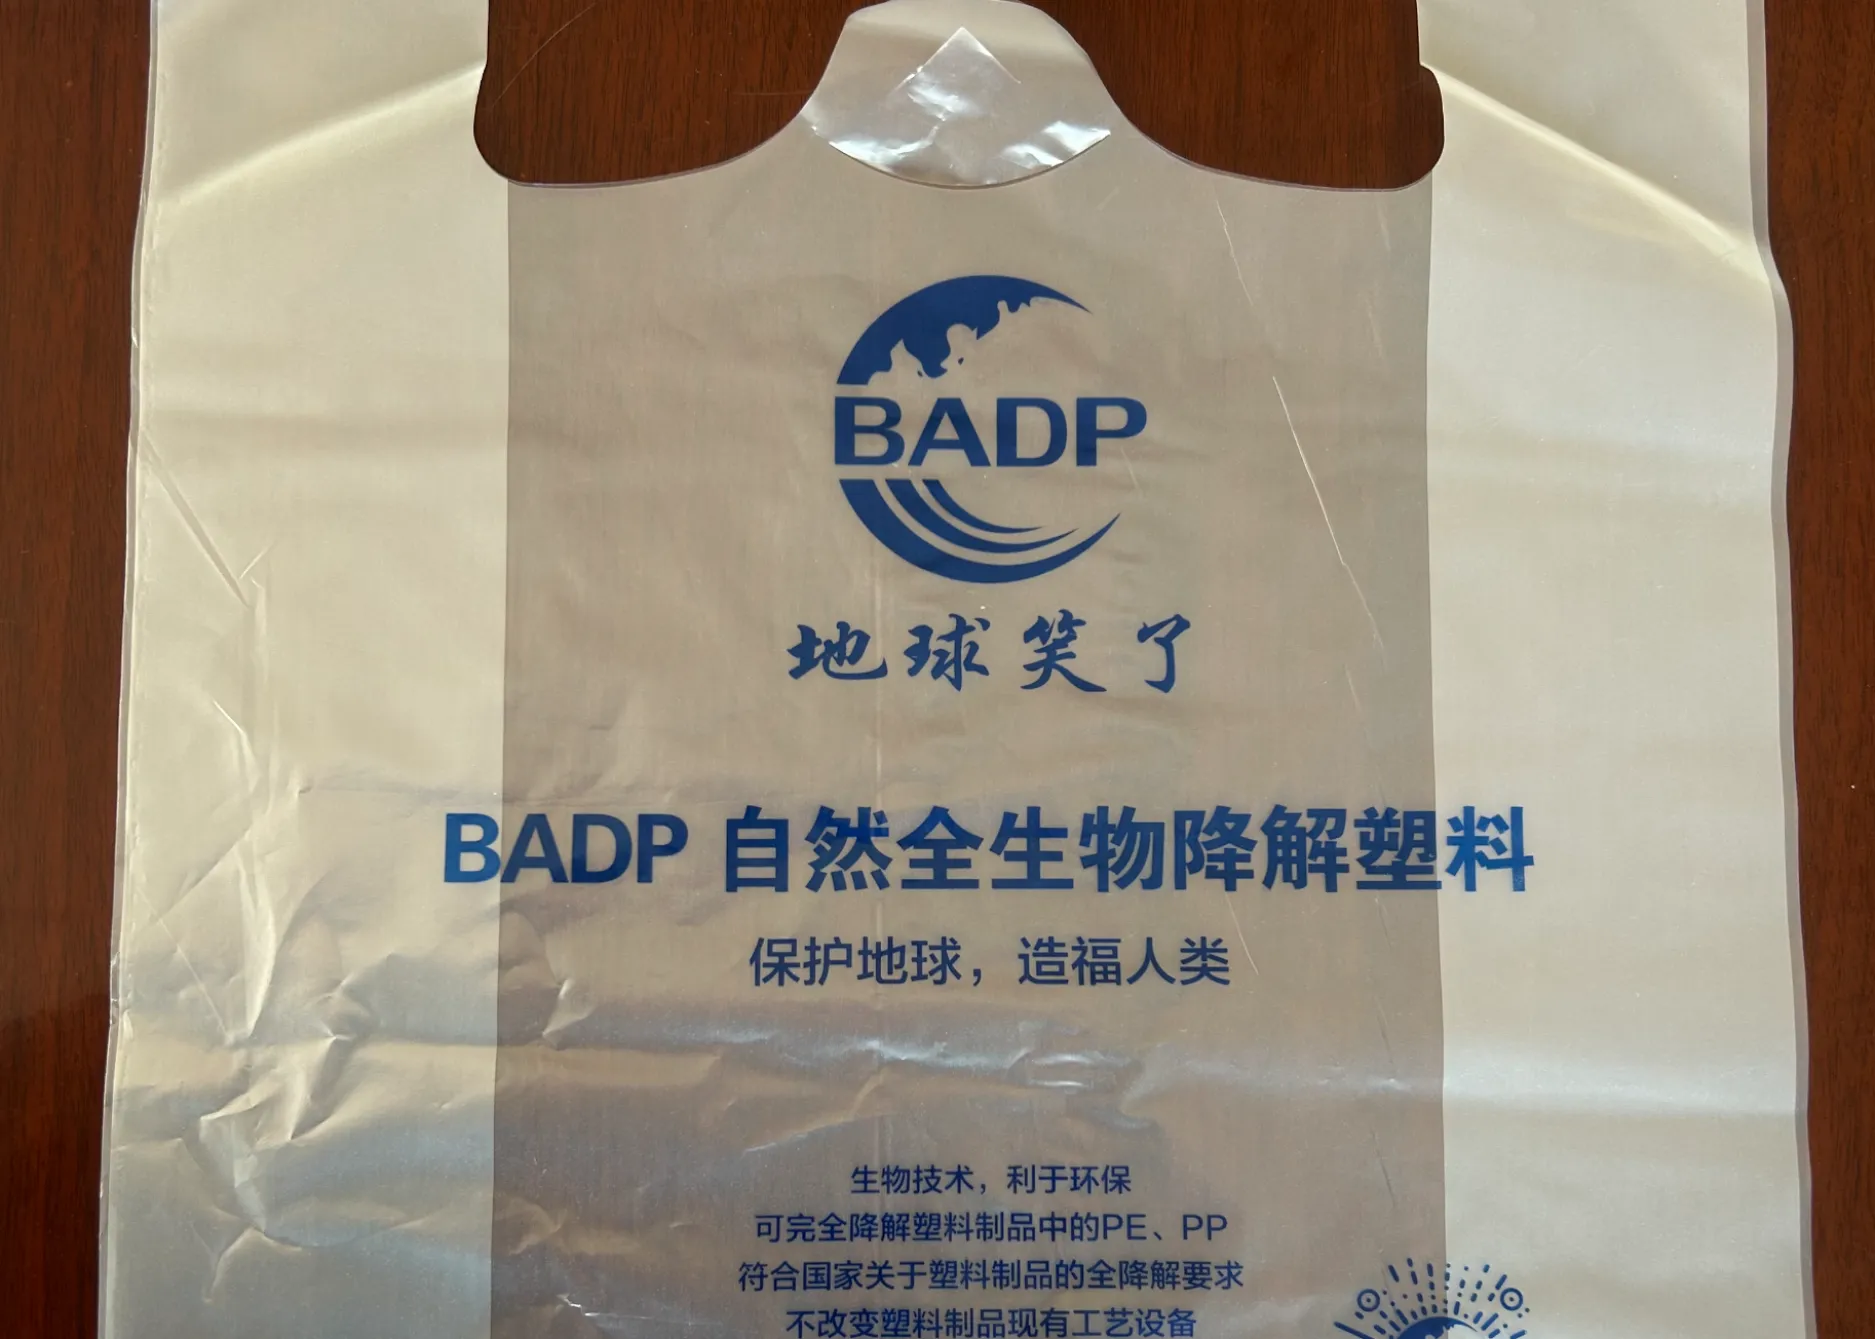 BADP
地球笑了
BADP 自然全生物降解塑料
保护地球，造福人类
生物技术，利于环保
可完全降解塑料制品中的PE、PP
符合国家关于塑料制品的全降解要求
不改变塑料制品现有工艺设备